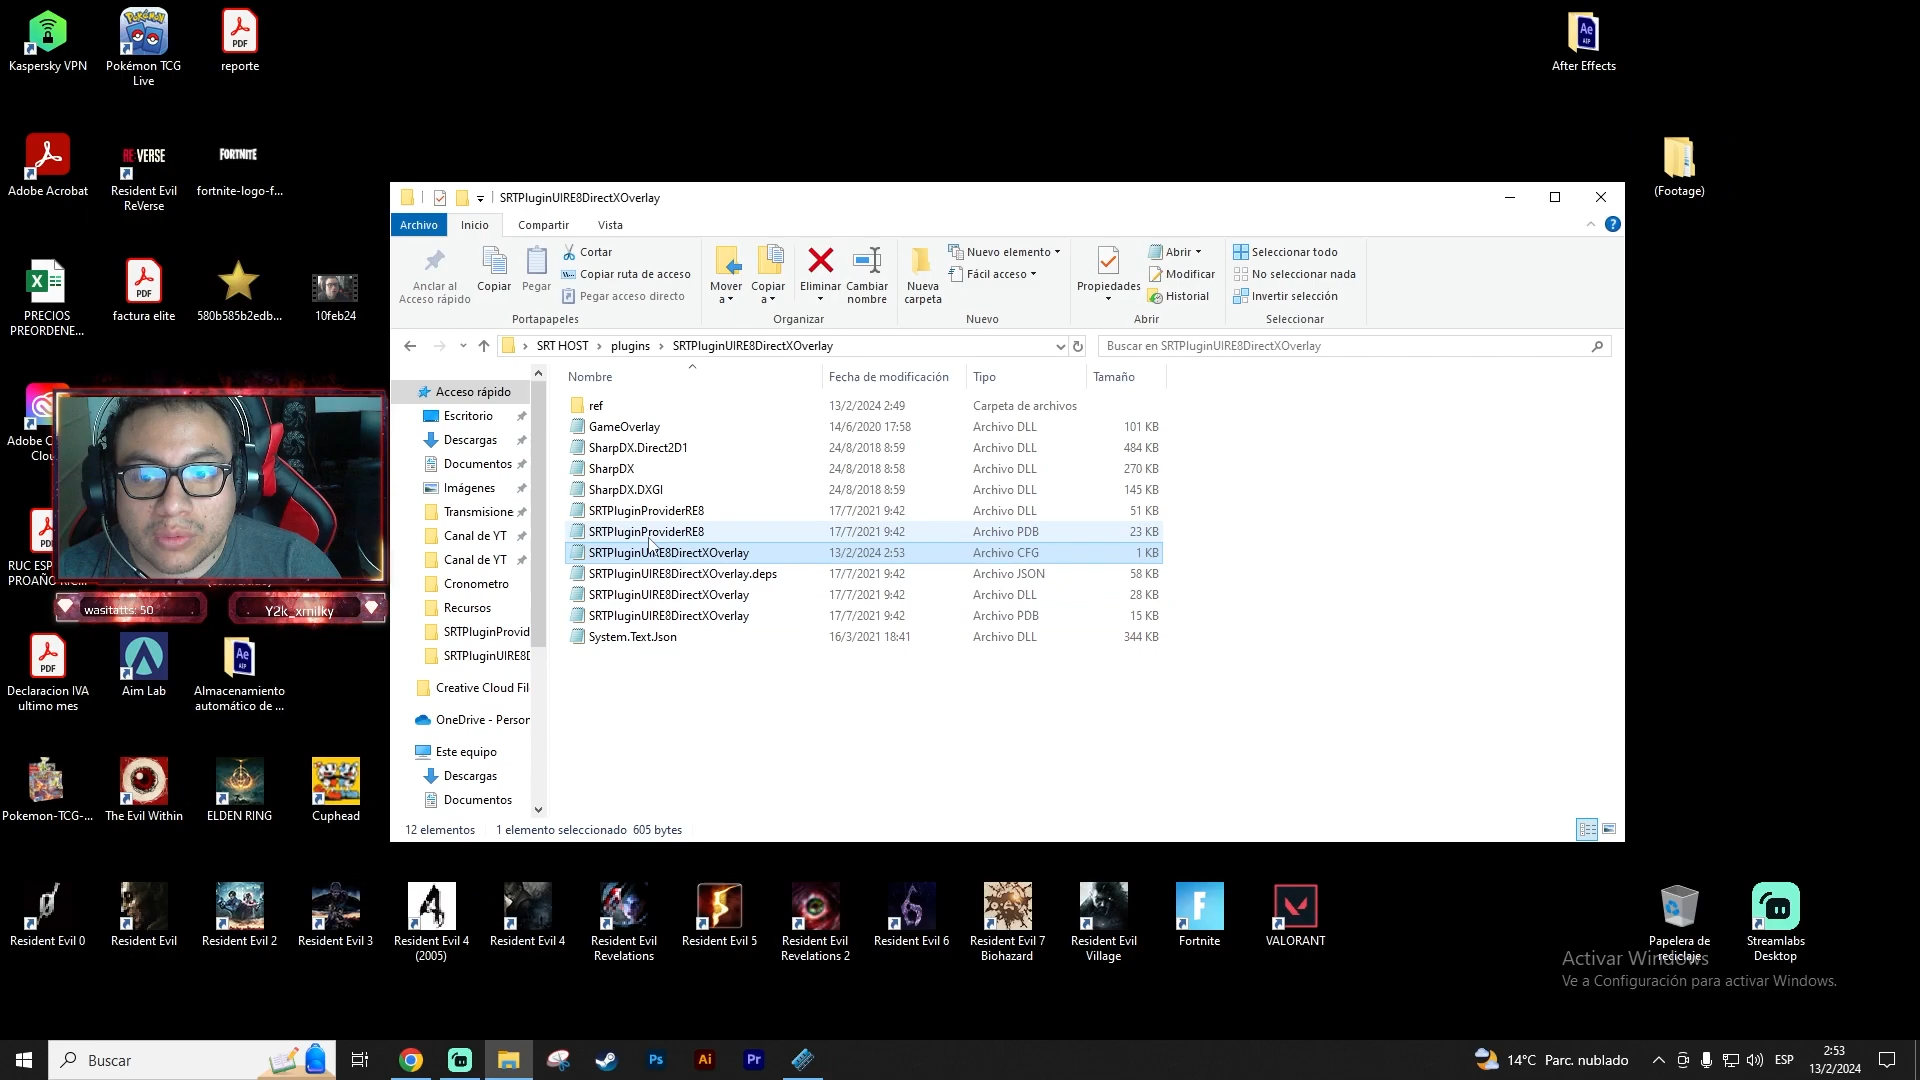 Kaspersky VPN
Pokémon TCG
Live
reporte
After Effects
Adobe Acrobat
Resident Evil
ReVerse
fortnite-logo-f...
(Footage)
PRECIOS
PREORDENE...
factura elite
580b585b2edb...
10feb24
SRTPluginUIRE8DirectXOverlay
Archivo
Inicio
Compartir
Vista
Anclar al
Acceso rápido
Copiar
Pegar
Cortar
Copiar ruta de acceso
Pegar acceso directo
Portapapeles
Mover
a
Copiar
a
Eliminar
Cambiar
nombre
Organizar
Nueva
carpeta
Nuevo elemento
Fácil acceso
Nuevo
Propiedades
Abrir
Modificar
Historial
Abrir
Seleccionar todo
No seleccionar nada
Invertir selección
Seleccionar
SRT HOST > plugins > SRTPluginUIRE8DirectXOverlay
Buscar en SRTPluginUIRE8DirectXOverlay
Nombre Fecha de modificación Tipo Tamaño
ref 13/2/2024 2:49 Carpeta de archivos
GameOverlay 14/6/2020 17:58 Archivo DLL 101 KB
SharpDX.Direct2D1 24/8/2018 8:59 Archivo DLL 484 KB
SharpDX 24/8/2018 8:58 Archivo DLL 270 KB
SharpDX.DXGI 24/8/2018 8:59 Archivo DLL 145 KB
SRTPluginProviderRE8 17/7/2021 9:42 Archivo DLL 51 KB
SRTPluginProviderRE8 17/7/2021 9:42 Archivo PDB 23 KB
SRTPluginUIRE8DirectXOverlay 13/2/2024 2:53 Archivo CFG 1 KB
SRTPluginUIRE8DirectXOverlay.deps 17/7/2021 9:42 Archivo JSON 58 KB
SRTPluginUIRE8DirectXOverlay 17/7/2021 9:42 Archivo DLL 28 KB
SRTPluginUIRE8DirectXOverlay 17/7/2021 9:42 Archivo PDB 15 KB
System.Text.Json 16/3/2021 18:41 Archivo DLL 344 KB
Acceso rápido
Escritorio
Descargas
Documentos
Imágenes
Transmisione
Canal de YT
Canal de YT
Cronometro
Recursos
SRTPluginProvid
SRTPluginUIRE8D
Creative Cloud Fil
OneDrive - Person
Este equipo
Descargas
Documentos
12 elementos 1 elemento seleccionado 605 bytes
Adobe C
Clou
RUC ESP
PROAÑO
wasitatts: 50
Y2k_xmilky
Declaracion IVA
ultimo mes
Aim Lab
Almacenamiento
automático de ...
Pokemon-TCG-...
The Evil Within
ELDEN RING
Cuphead
Resident Evil 0
Resident Evil
Resident Evil 2
Resident Evil 3
Resident Evil 4
(2005)
Resident Evil 4
Resident Evil
Revelations
Resident Evil 5
Resident Evil
Revelations 2
Resident Evil 6
Resident Evil 7
Biohazard
Resident Evil
Village
Fortnite
VALORANT
Papelera de
reciclaje
Streamlabs
Desktop
Activar Windows
Ve a Configuración para activar Windows.
Buscar
14°C Parc. nublado
ESP
2:53
13/2/2024